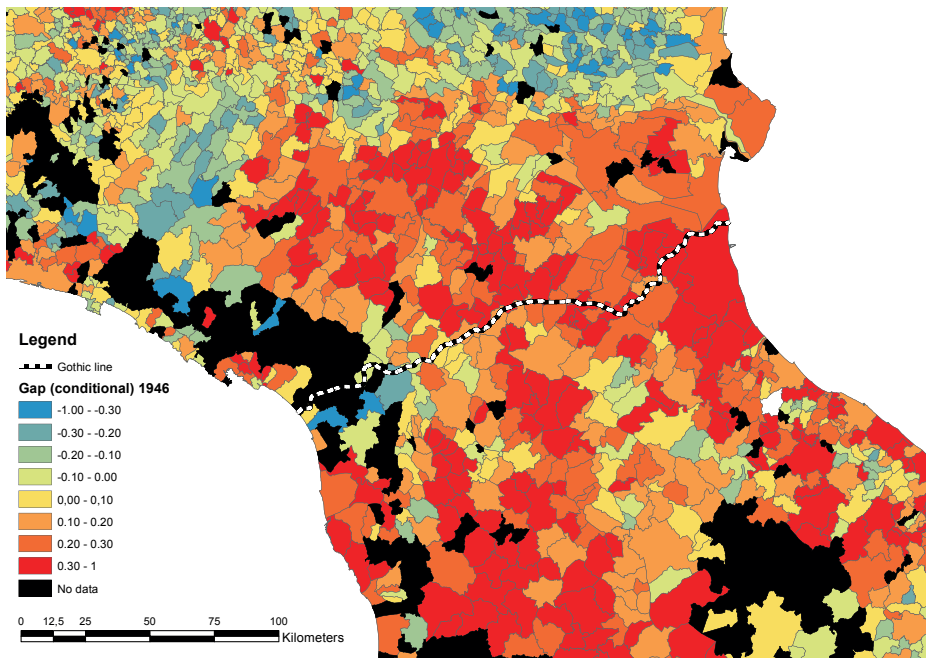 Legend
Gothic line
Gap (conditional) 1946
-1.00 - -0.30
-0.30 - -0.20
-0.20 - -0.10
-0.10 - 0.00
0,00 - 0,10
0.10 - 0.20
0.20 - 0.30
0.30 - 1
No data
0 12,5 25 50 75 100
Kilometers